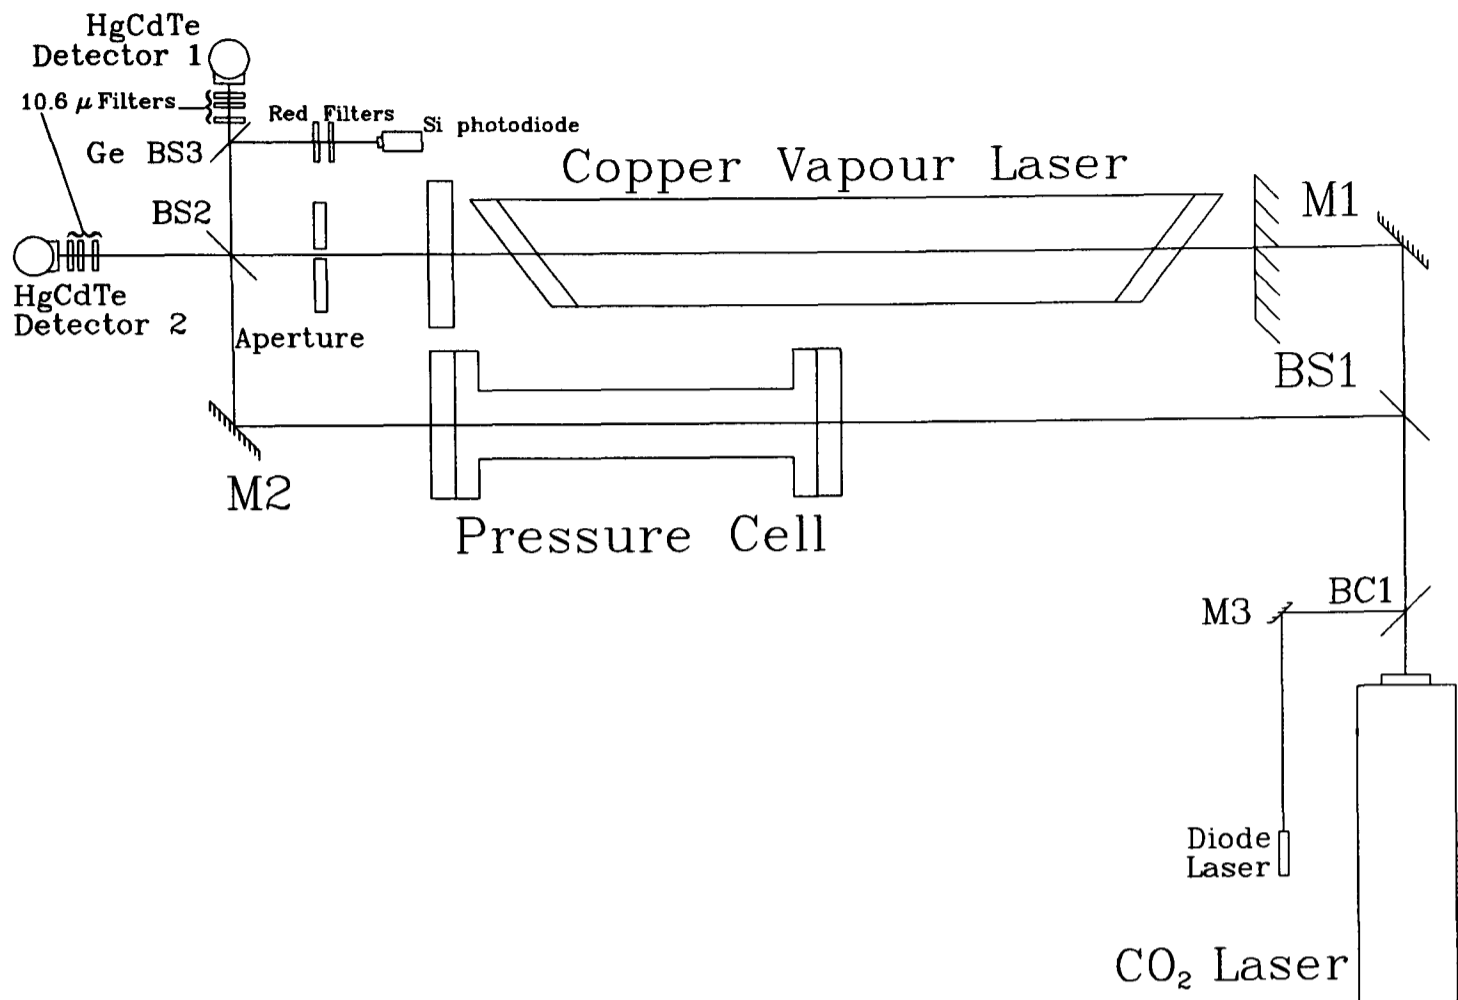 HgCdTe
Detector 1
10.6 μ Filters
Red Filters
Si photodiode
Ge BS3
Copper Vapour Laser
M1
BS2
HgCdTe
Detector 2
Aperture
BS1
M2
Pressure Cell
BC1
M3
Diode
Laser
CO₂ Laser